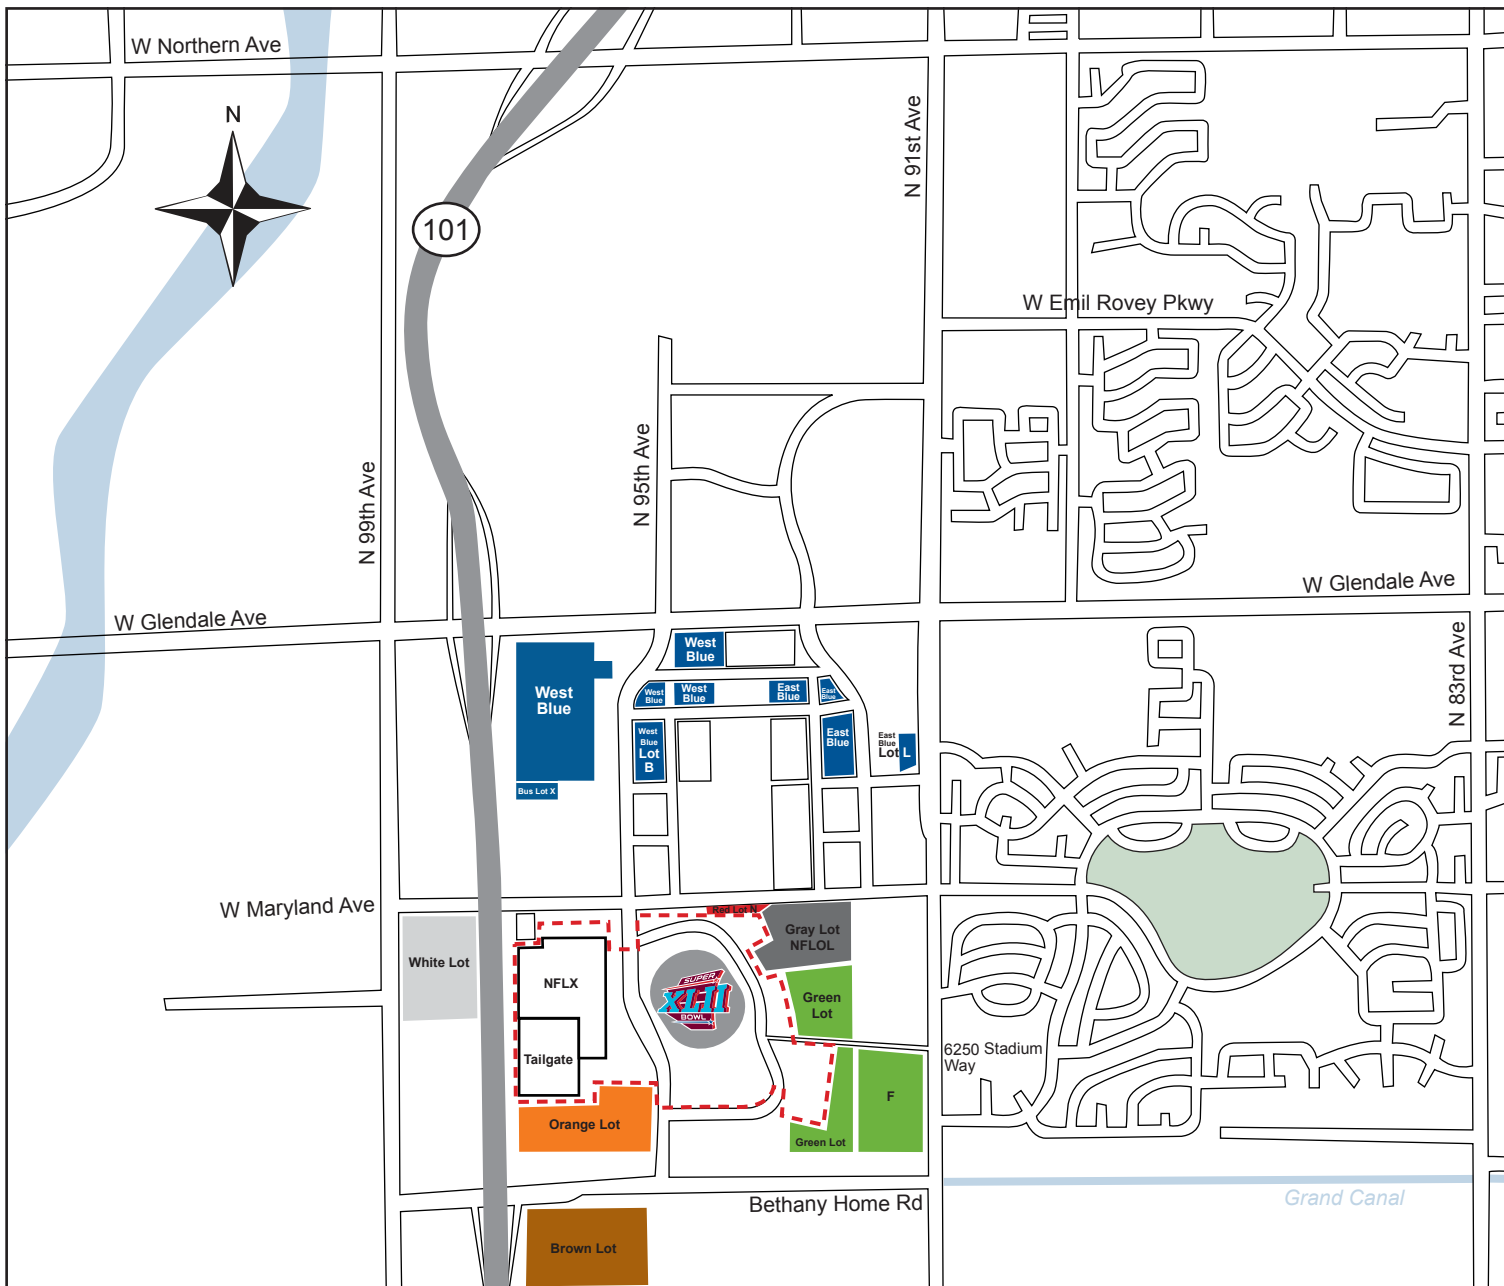 W Northern Ave
N
101
N 91st Ave
W Emil Rovey Pkwy
N 99th Ave
N 95th Ave
W Glendale Ave
W Glendale Ave
N 83rd Ave
West
Blue
West
Blue
West
Blue
West
Blue
East
Blue
East
Blue
West
Blue
Lot
B
East
Blue
East
Blue
Lot L
Bus Lot X
W Maryland Ave
Red Lot N
Gray Lot
NFLOL
White Lot
NFLX
SUPER
XLII
BOWL
Green
Lot
Tailgate
6250 Stadium
Way
F
Orange Lot
Green Lot
Bethany Home Rd
Grand Canal
Brown Lot